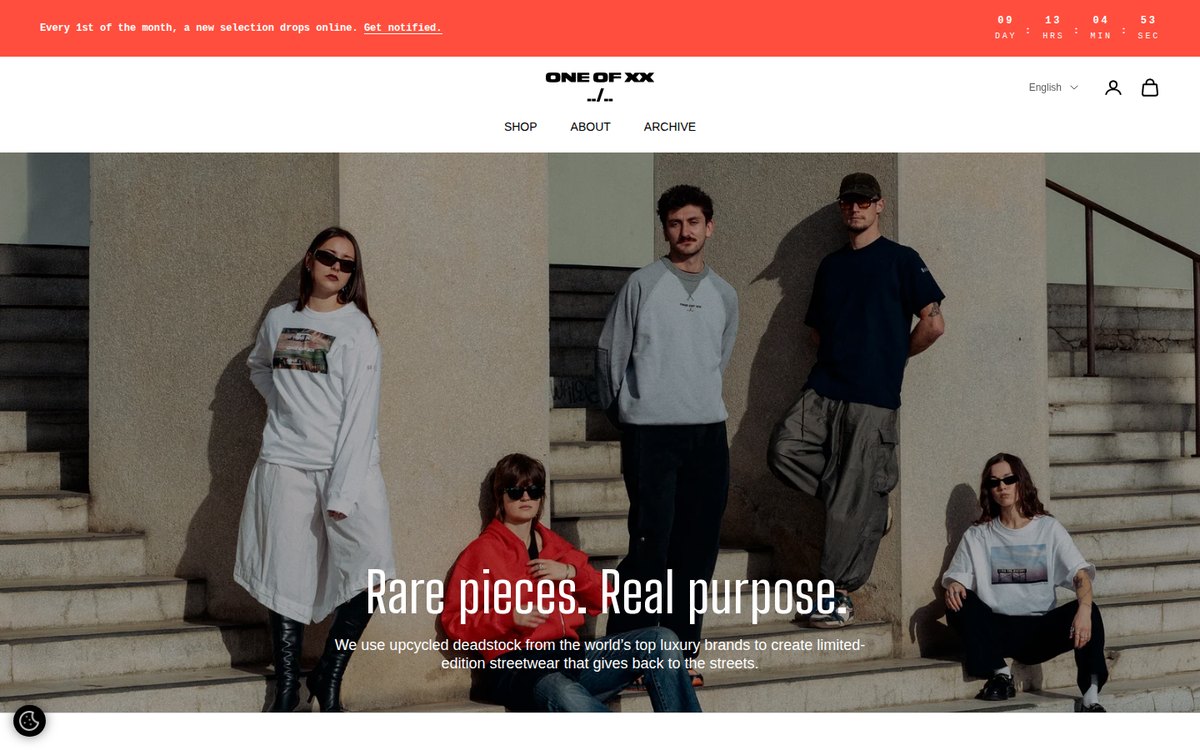 Every 1st of the month, a new selection drops online. Get notified.
09 : 13 : 04 : 53
DAY HRS MIN SEC
ONE OF XX
../..
English
SHOP ABOUT ARCHIVE
Rare pieces. Real purpose.
We use upcycled deadstock from the world's top luxury brands to create limited-
edition streetwear that gives back to the streets.